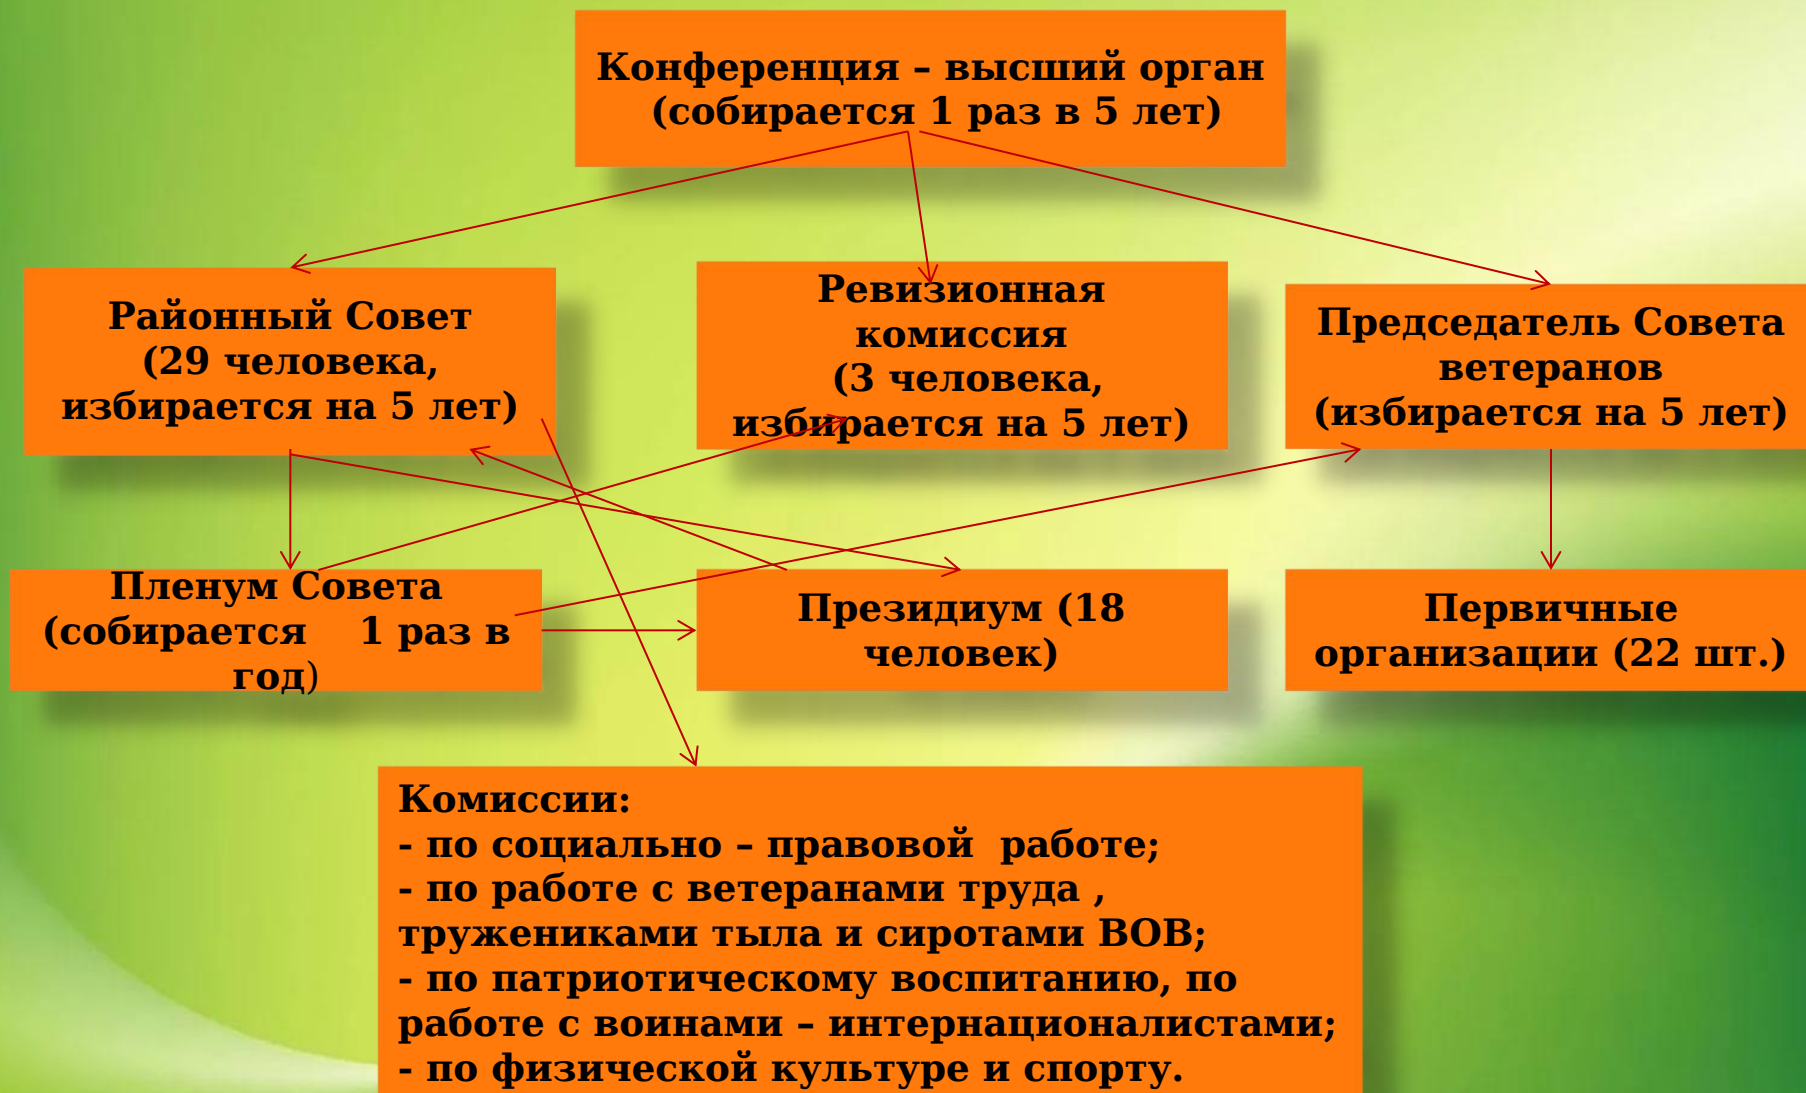 Конференция – высший орган
(собирается 1 раз в 5 лет)
Районный Совет
(29 человека,
избирается на 5 лет)
Ревизионная
комиссия
(3 человека,
избирается на 5 лет)
Председатель Совета
ветеранов
(избирается на 5 лет)
Пленум Совета
(собирается 1 раз в
год)
Президиум (18
человек)
Первичные
организации (22 шт.)
Комиссии:
- по социально – правовой работе;
- по работе с ветеранами труда ,
тружениками тыла и сиротами ВОВ;
- по патриотическому воспитанию, по
работе с воинами – интернационалистами;
- по физической культуре и спорту.